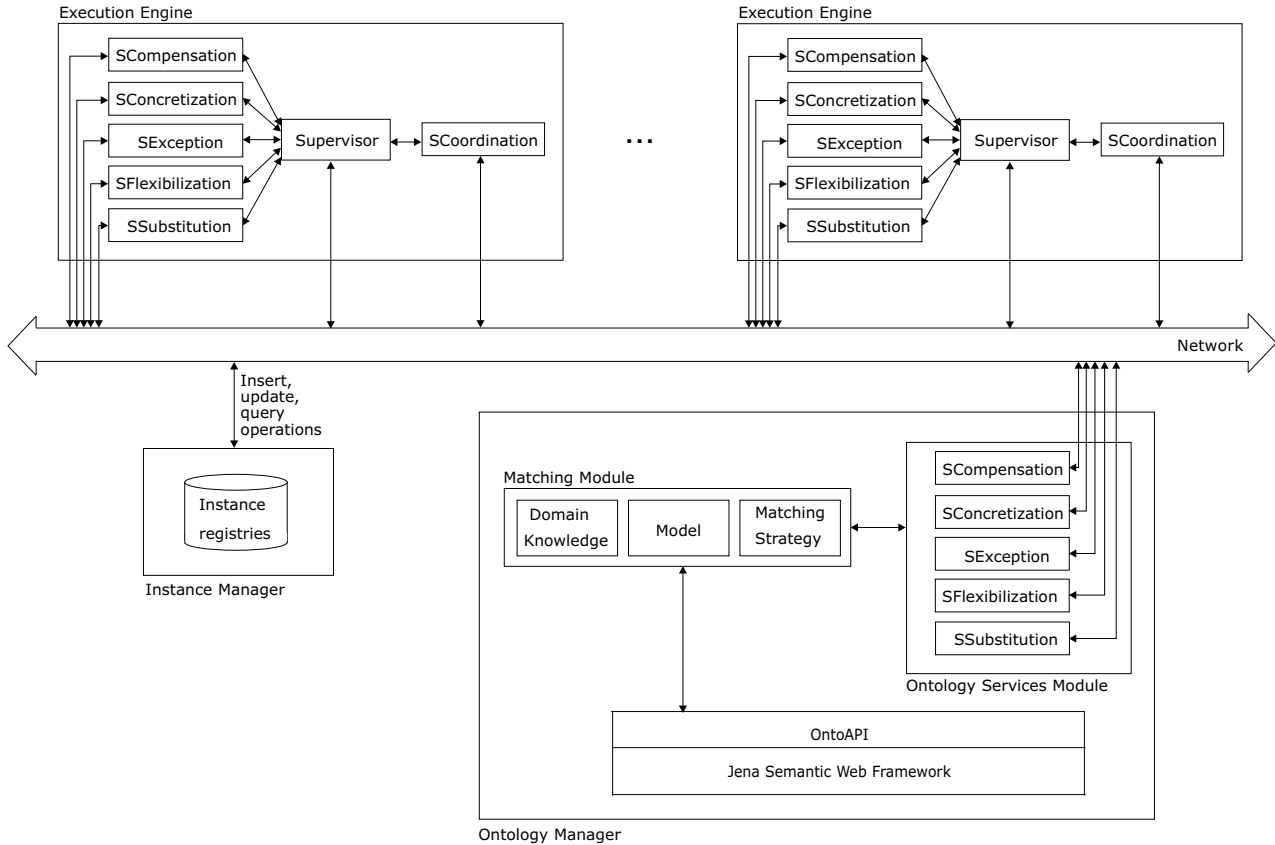 Execution Engine
SCompensation
SConcretization
SException
SFlexibilization
SSubstitution
Supervisor
SCoordination
...
Execution Engine
SCompensation
SConcretization
SException
SFlexibilization
SSubstitution
Supervisor
SCoordination
Network
Insert,
update,
query
operations
Instance
registries
Instance Manager
Matching Module
Domain
Knowledge
Model
Matching
Strategy
SCompensation
SConcretization
SException
SFlexibilization
SSubstitution
Ontology Services Module
OntoAPI
Jena Semantic Web Framework
Ontology Manager